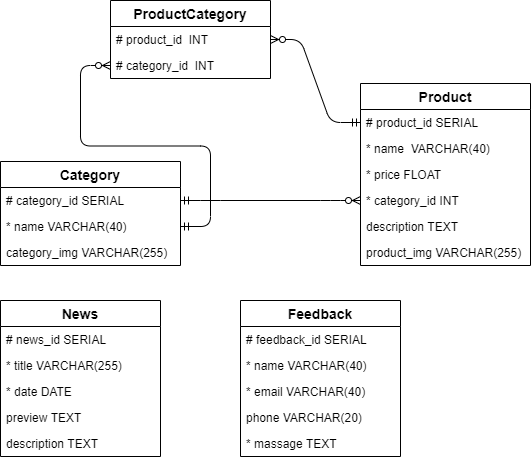 ProductCategory
# product_id  INT
# category_id  INT
Product
# product_id SERIAL
* name  VARCHAR(40)
* price FLOAT
* category_id INT
description TEXT
product_img VARCHAR(255)
Category
# category_id SERIAL
* name VARCHAR(40)
category_img VARCHAR(255)
News
# news_id SERIAL
* title VARCHAR(255)
* date DATE
preview TEXT
description TEXT
Feedback
# feedback_id SERIAL
* name VARCHAR(40)
* email VARCHAR(40)
phone VARCHAR(20)
* massage TEXT